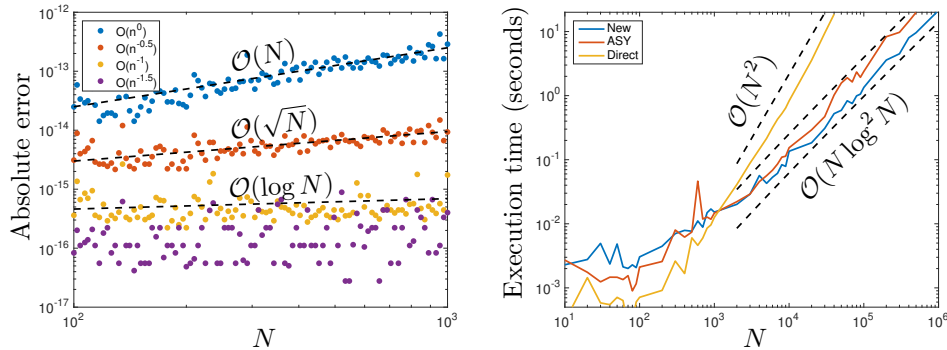 10^-12
10^-13
10^-14
10^-15
10^-16
10^-17
Absolute error
O(n^0)
O(n^-0.5)
O(n^-1)
O(n^-1.5)
𝒪(N)
𝒪(√N)
𝒪(log N)
10^2
10^3
N
Execution time (seconds)
10^1
10^0
10^-1
10^-2
10^-3
New
ASY
Direct
𝒪(N^2)
𝒪(N log^2 N)
10^1
10^2
10^3
10^4
10^5
10^6
N